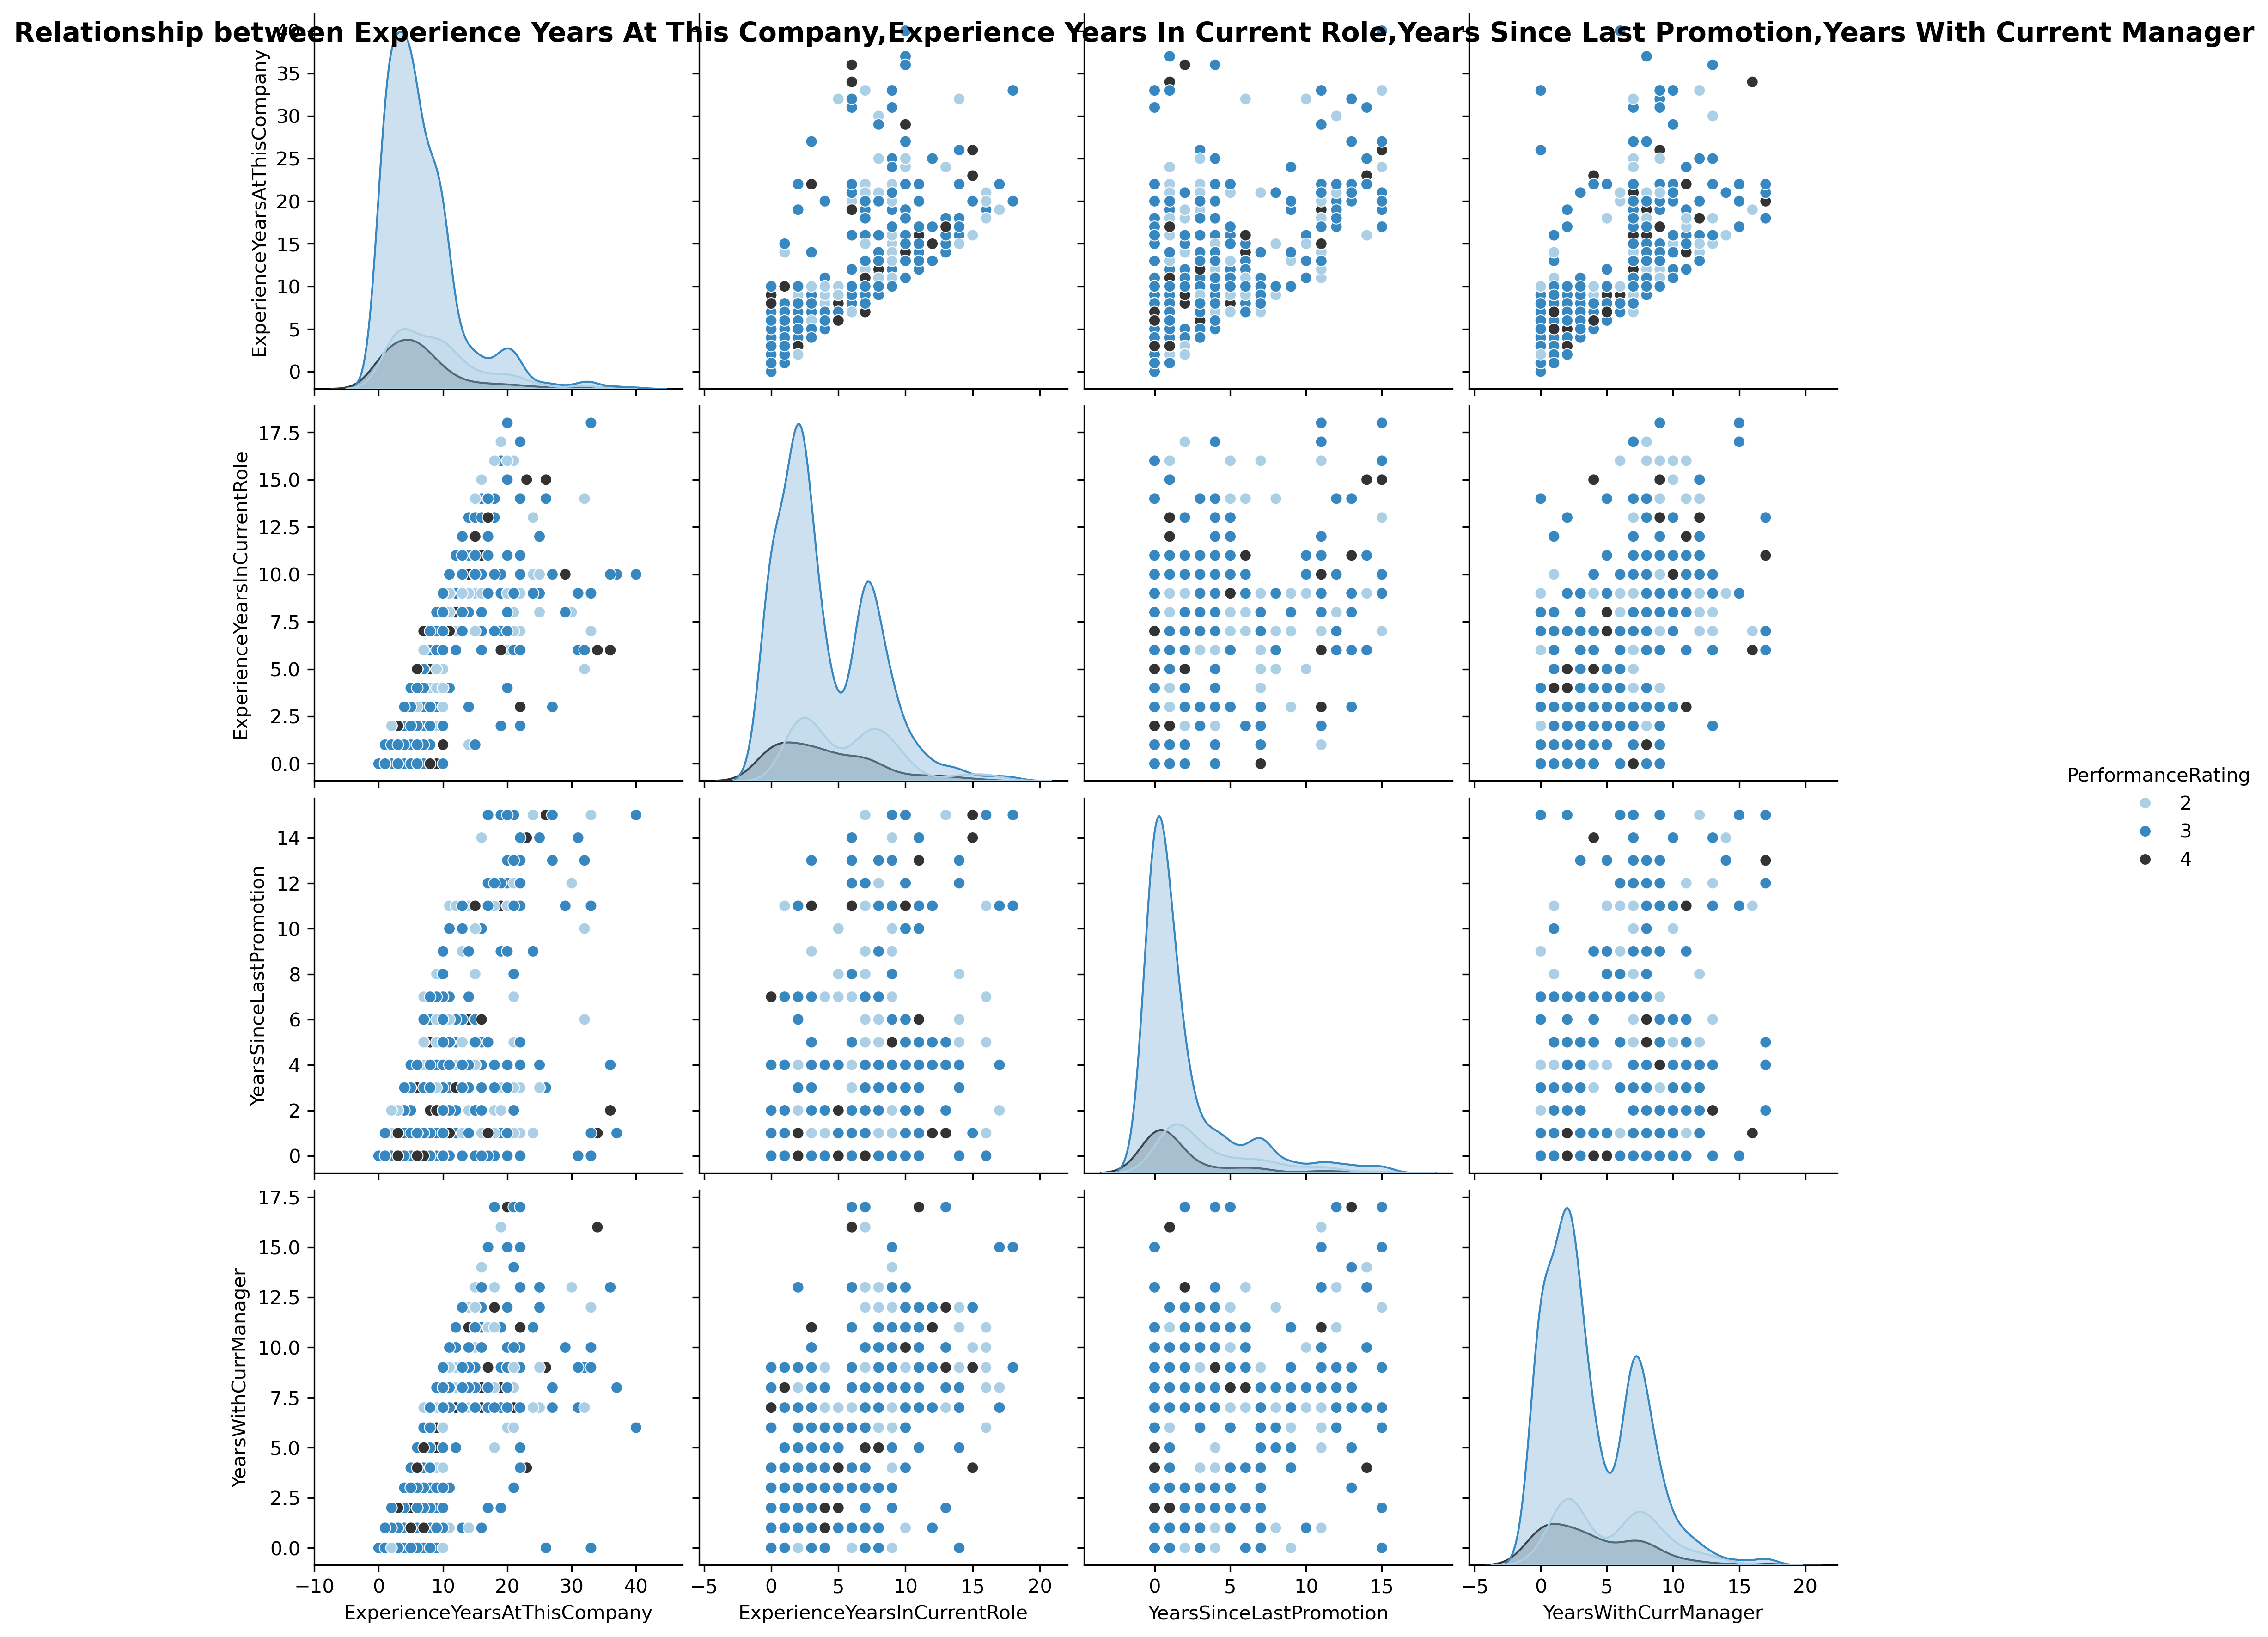 Relationship between Experience Years At This Company,Experience Years In Current Role,Years Since Last Promotion,Years With Current Manager
ExperienceYearsAtThisCompany
40
35
30
25
20
15
10
5
0
ExperienceYearsInCurrentRole
17.5
15.0
12.5
10.0
7.5
5.0
2.5
0.0
PerformanceRating
2
3
4
YearsSinceLastPromotion
14
12
10
8
6
4
2
0
YearsWithCurrManager
17.5
15.0
12.5
10.0
7.5
5.0
2.5
0.0
−10 0 10 20 30 40
−5 0 5 10 15 20
0 5 10 15
−5 0 5 10 15 20
ExperienceYearsAtThisCompany
ExperienceYearsInCurrentRole
YearsSinceLastPromotion
YearsWithCurrManager